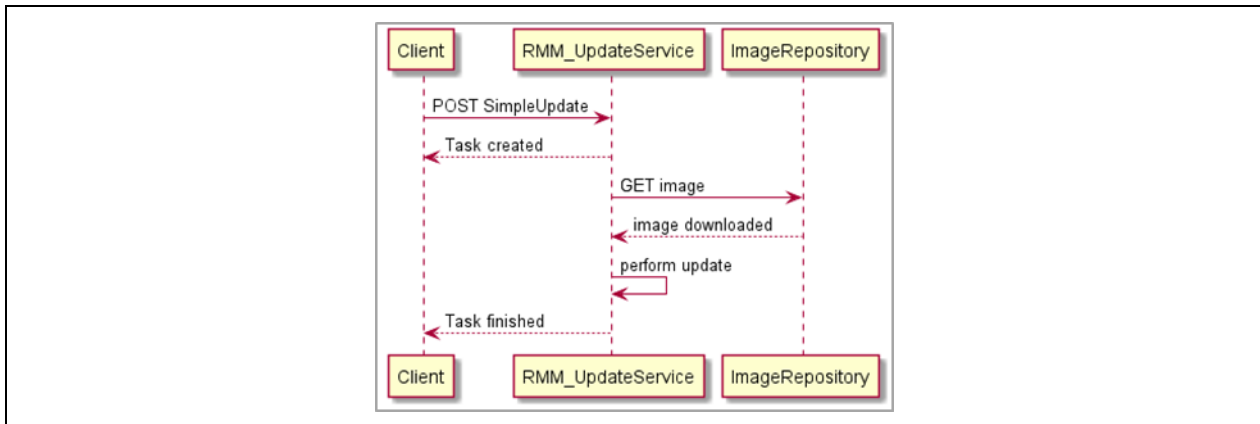 Client RMM_UpdateService ImageRepository
POST SimpleUpdate
Task created
GET image
image downloaded
perform update
Task finished
Client RMM_UpdateService ImageRepository